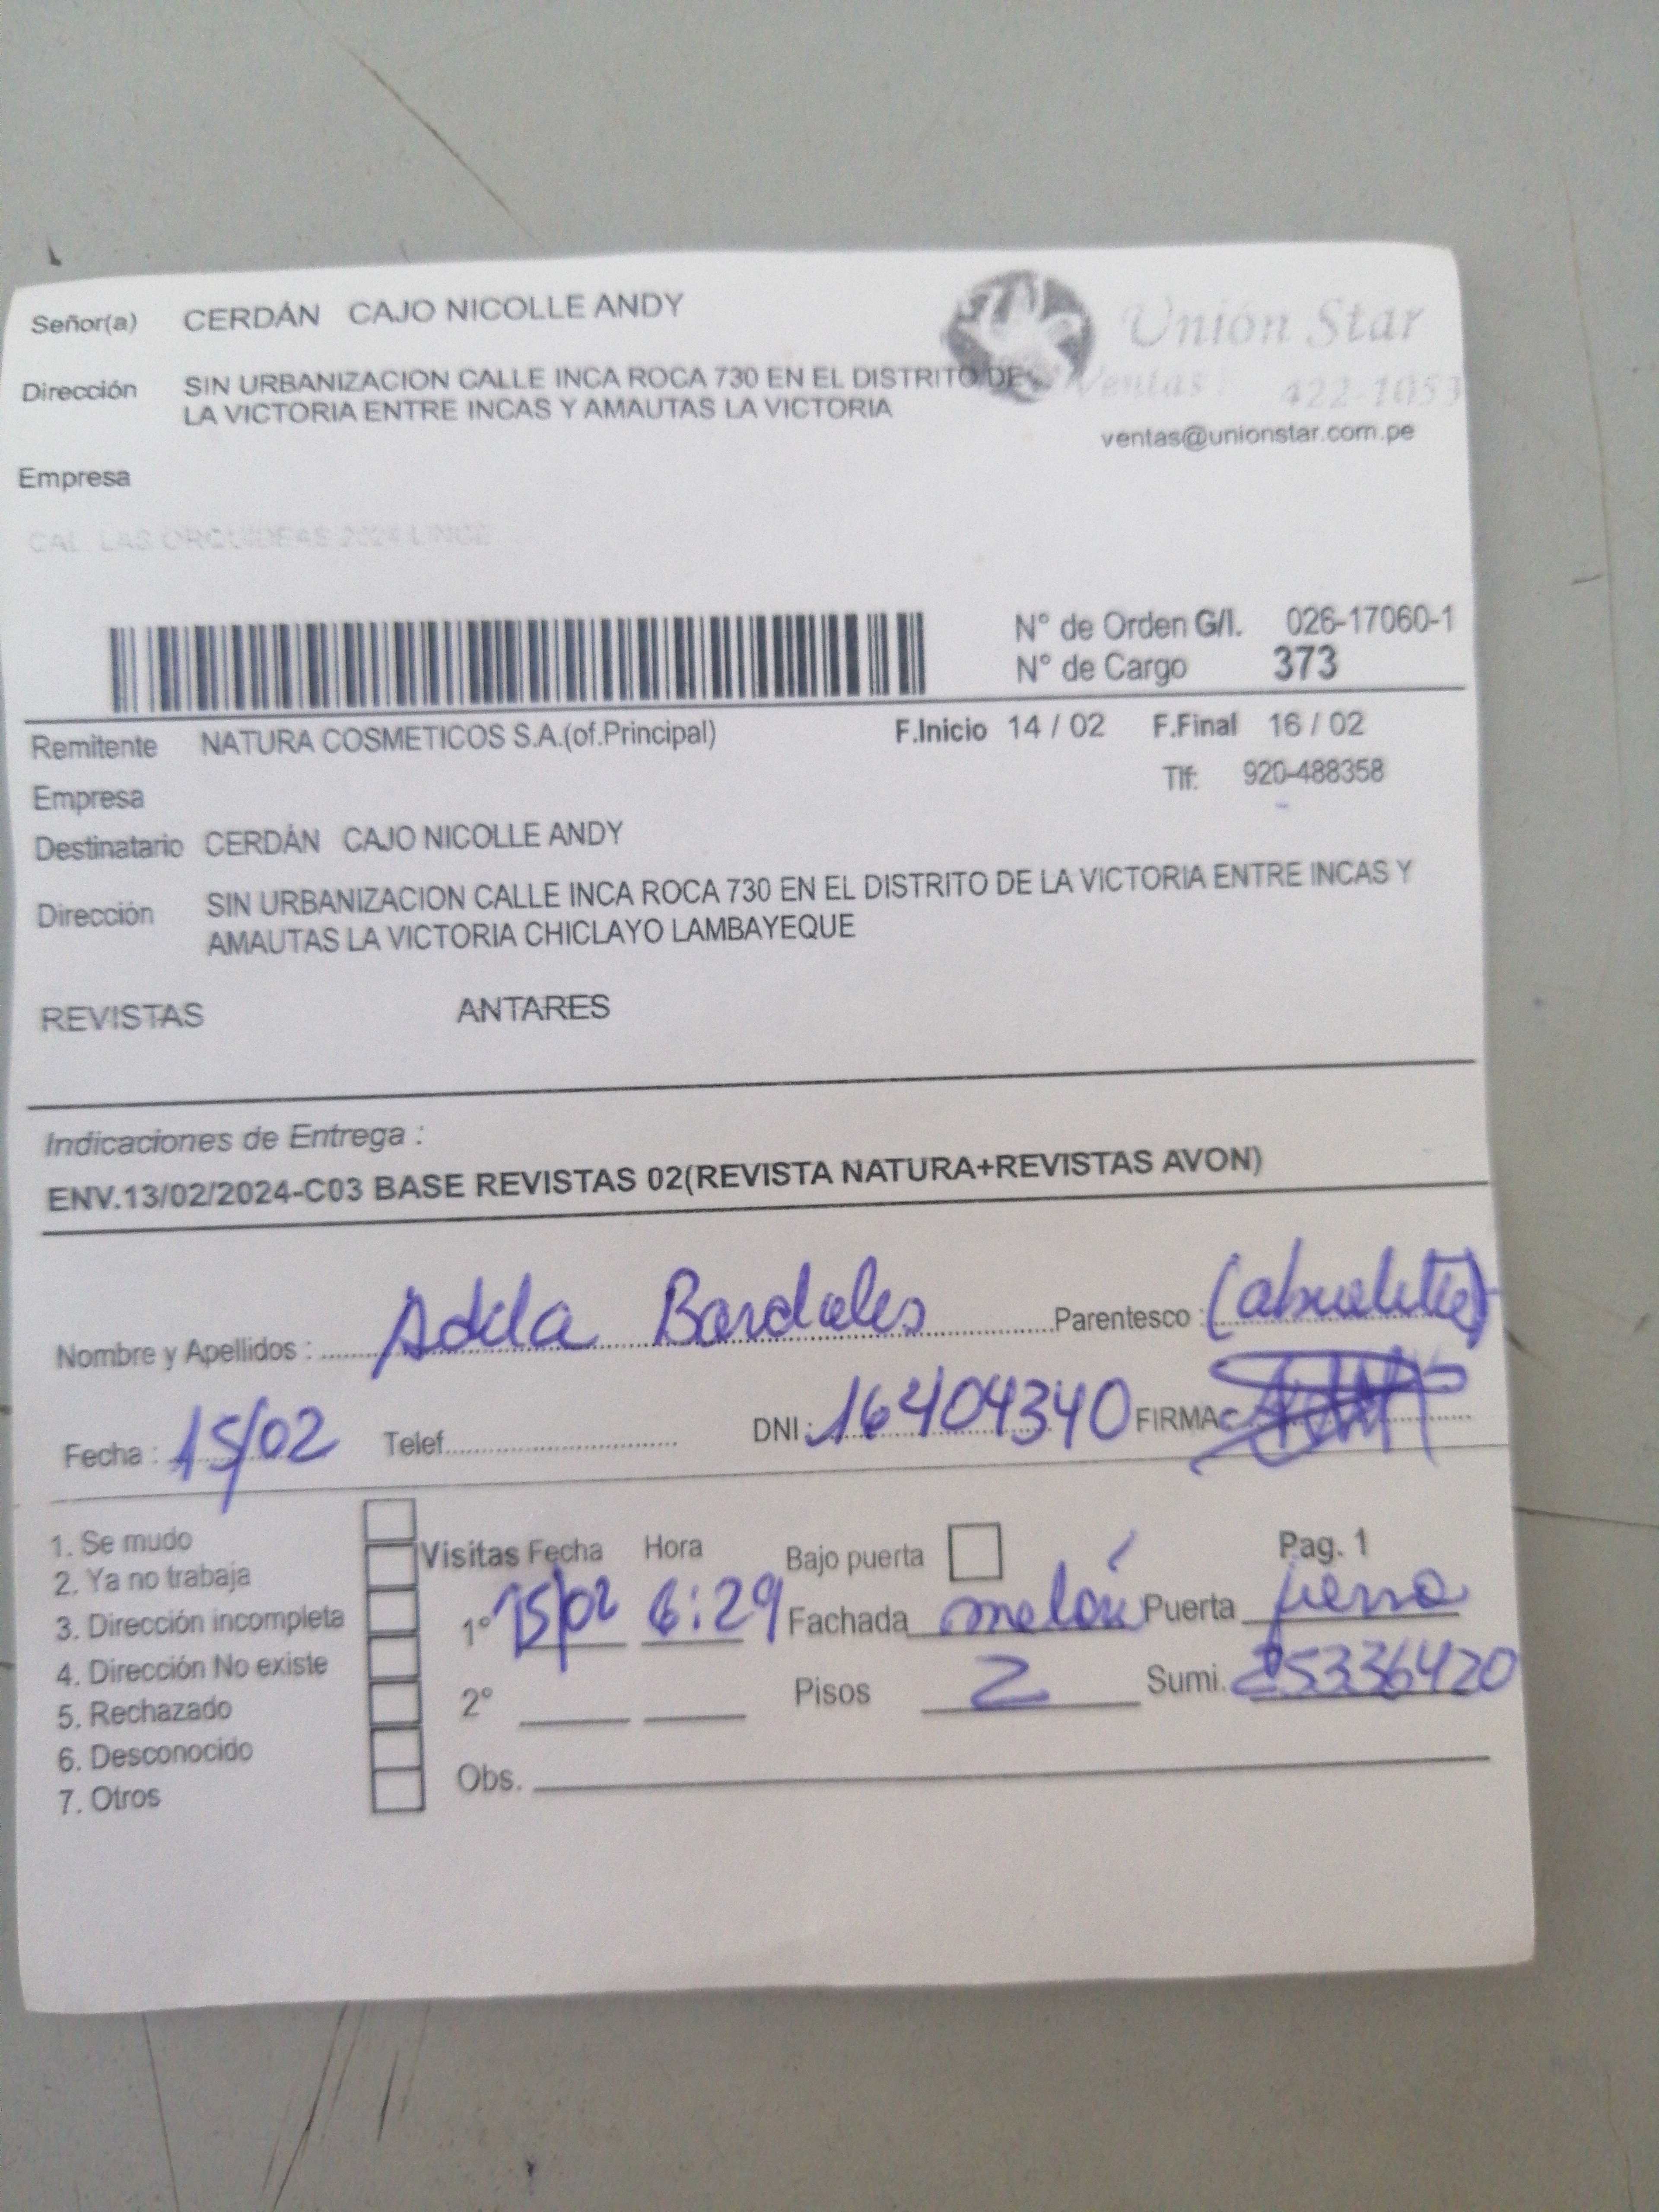 Señor(a) CERDÁN CAJO NICOLLE ANDY
Unión Star
Dirección SIN URBANIZACION CALLE INCA ROCA 730 EN EL DISTRITO DE
LA VICTORIA ENTRE INCAS Y AMAUTAS LA VICTORIA
Ventas: 422-1053
ventas@unionstar.com.pe
Empresa
CAL. LAS ORQUIDEAS 2624 LINCE
N° de Orden G/I. 026-17060-1
N° de Cargo 373
Remitente NATURA COSMETICOS S.A.(of.Principal) F.Inicio 14 / 02 F.Final 16 / 02
Empresa Tlf: 920-488358
Destinatario CERDÁN CAJO NICOLLE ANDY
Dirección SIN URBANIZACION CALLE INCA ROCA 730 EN EL DISTRITO DE LA VICTORIA ENTRE INCAS Y
AMAUTAS LA VICTORIA CHICLAYO LAMBAYEQUE
REVISTAS ANTARES
Indicaciones de Entrega :
ENV.13/02/2024-C03 BASE REVISTAS 02(REVISTA NATURA+REVISTAS AVON)
Nombre y Apellidos : Adela Bardales Parentesco : (abuelita)
Fecha : 15/02 Telef. DNI : 16404340 FIRMA
1. Se mudo
2. Ya no trabaja
3. Dirección incompleta
4. Dirección No existe
5. Rechazado
6. Desconocido
7. Otros
Visitas Fecha Hora Bajo puerta Pag. 1
1° 15/02 6:29 Fachada melón Puerta fierro
2° Pisos 2 Sumi. 25336420
Obs.